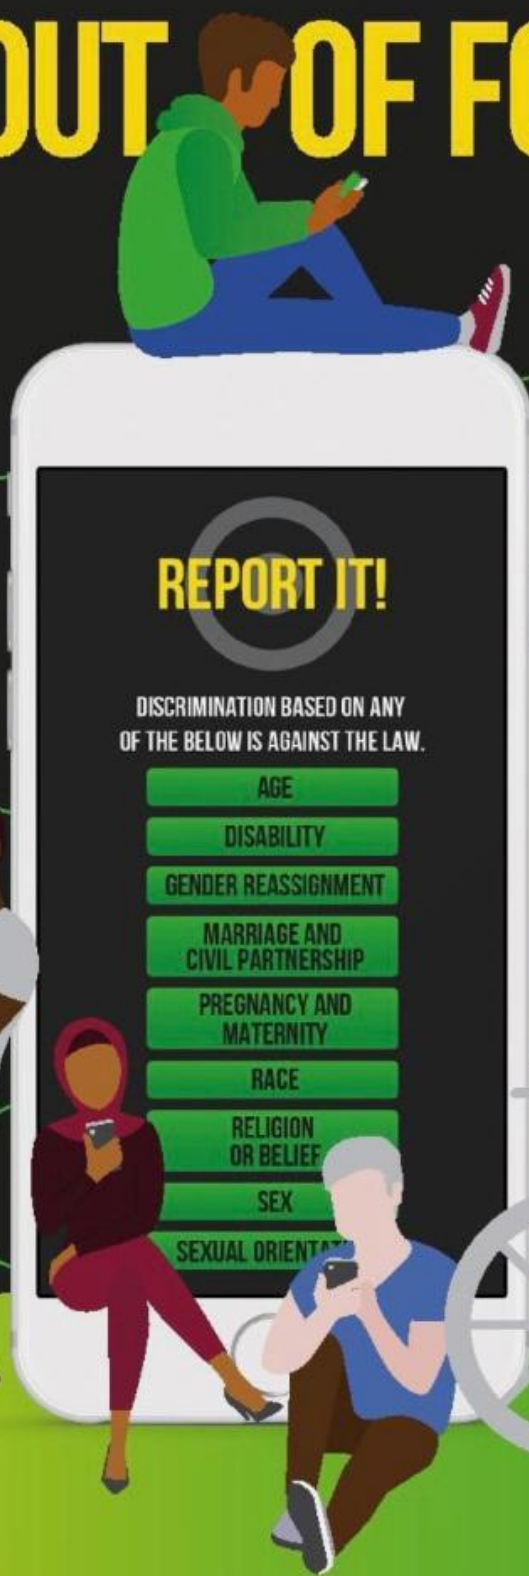 OUT OF FO
REPORT IT!
DISCRIMINATION BASED ON ANY
OF THE BELOW IS AGAINST THE LAW.
AGE
DISABILITY
GENDER REASSIGNMENT
MARRIAGE AND
CIVIL PARTNERSHIP
PREGNANCY AND
MATERNITY
RACE
RELIGION
OR BELIEF
SEX
SEXUAL ORIENTAT